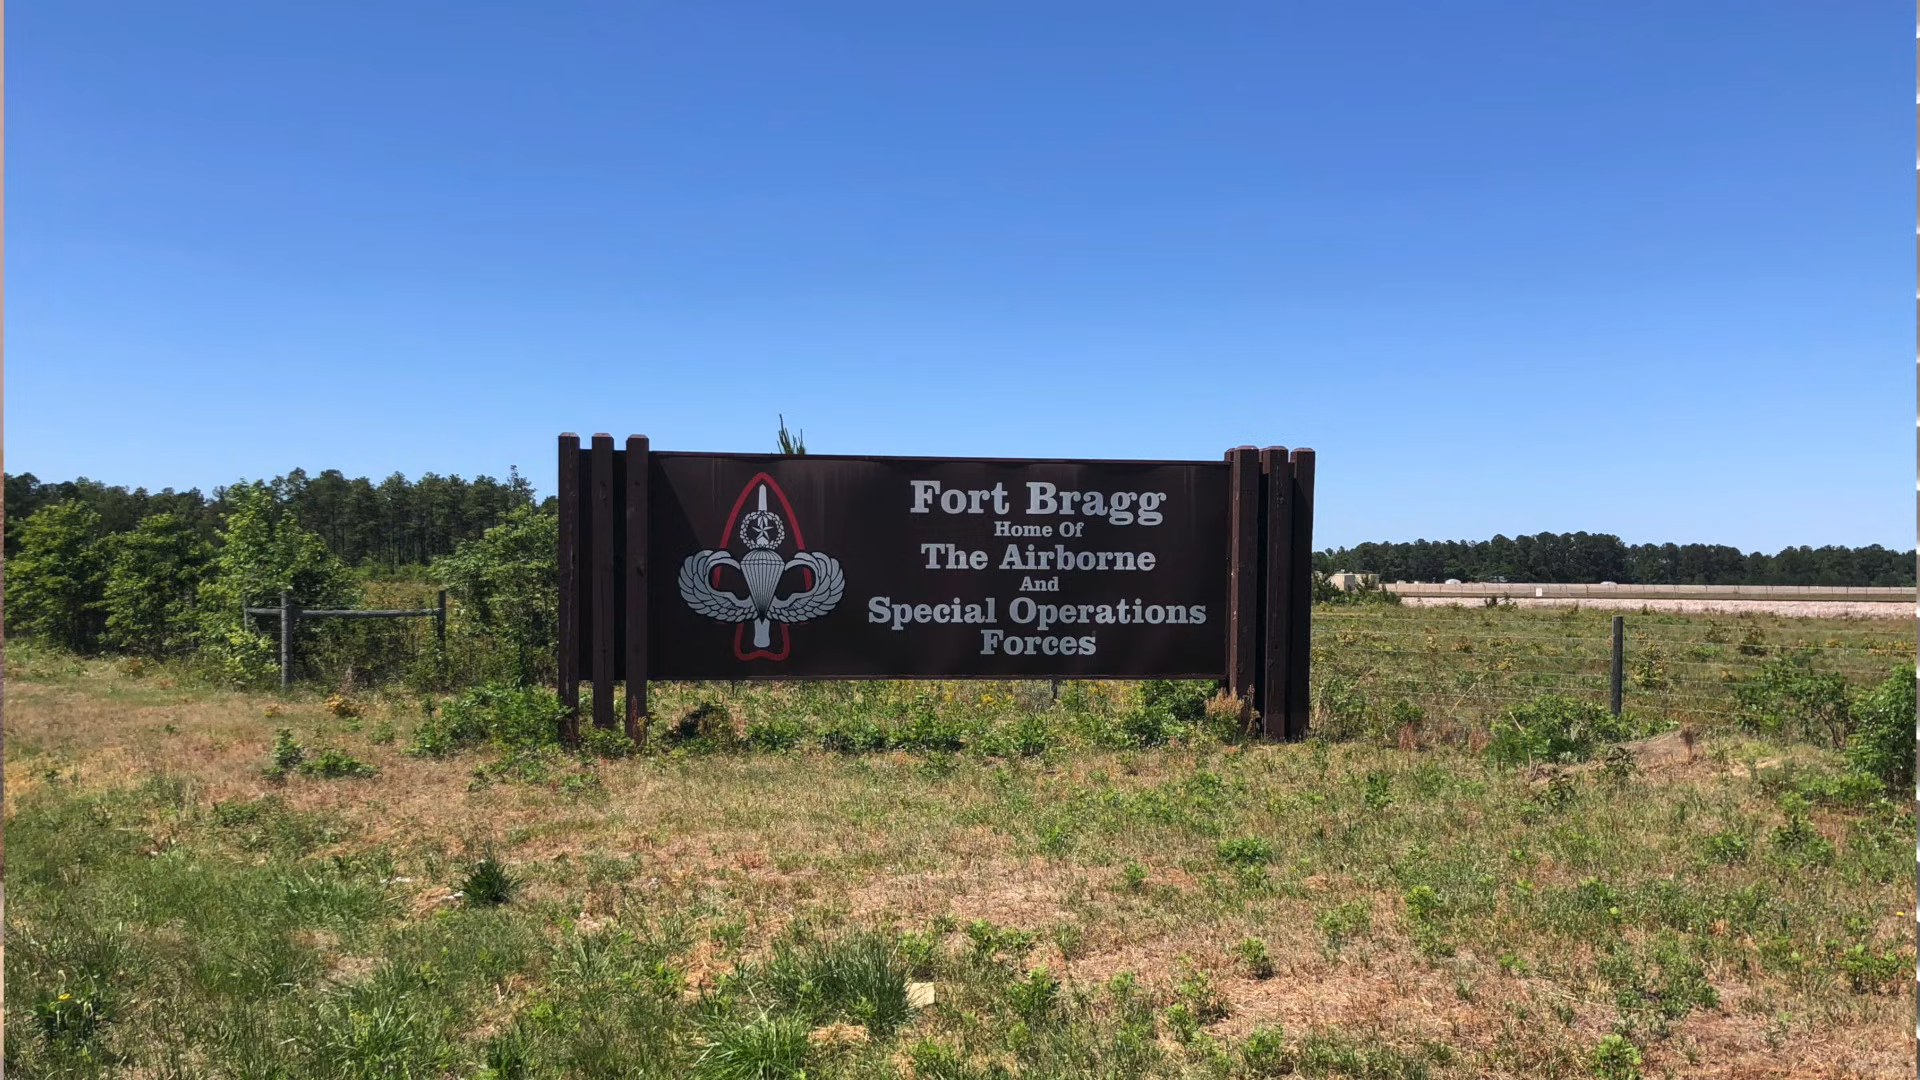 Fort Bragg
Home Of
The Airborne
And
Special Operations
Forces